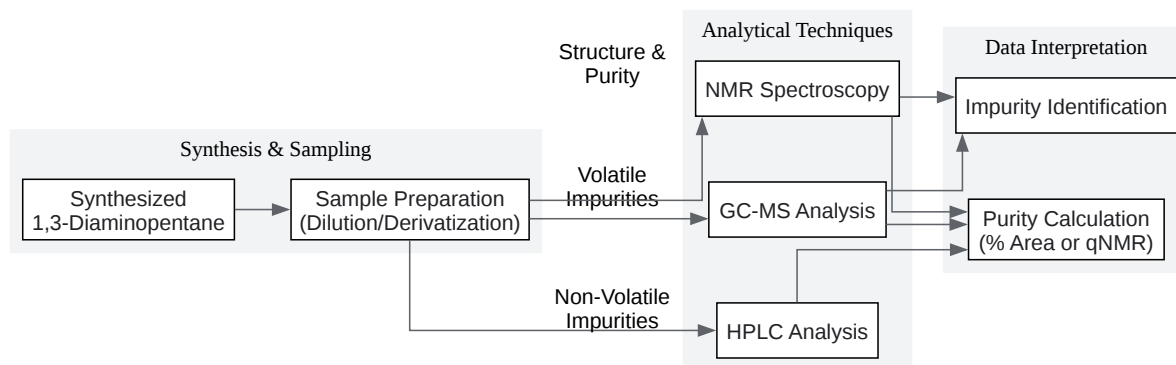 Synthesis & Sampling
Synthesized
1,3-Diaminopentane
Sample Preparation
(Dilution/Derivatization)
Structure &
Purity
Volatile
Impurities
Non-Volatile
Impurities
Analytical Techniques
NMR Spectroscopy
GC-MS Analysis
HPLC Analysis
Data Interpretation
Impurity Identification
Purity Calculation
(% Area or qNMR)